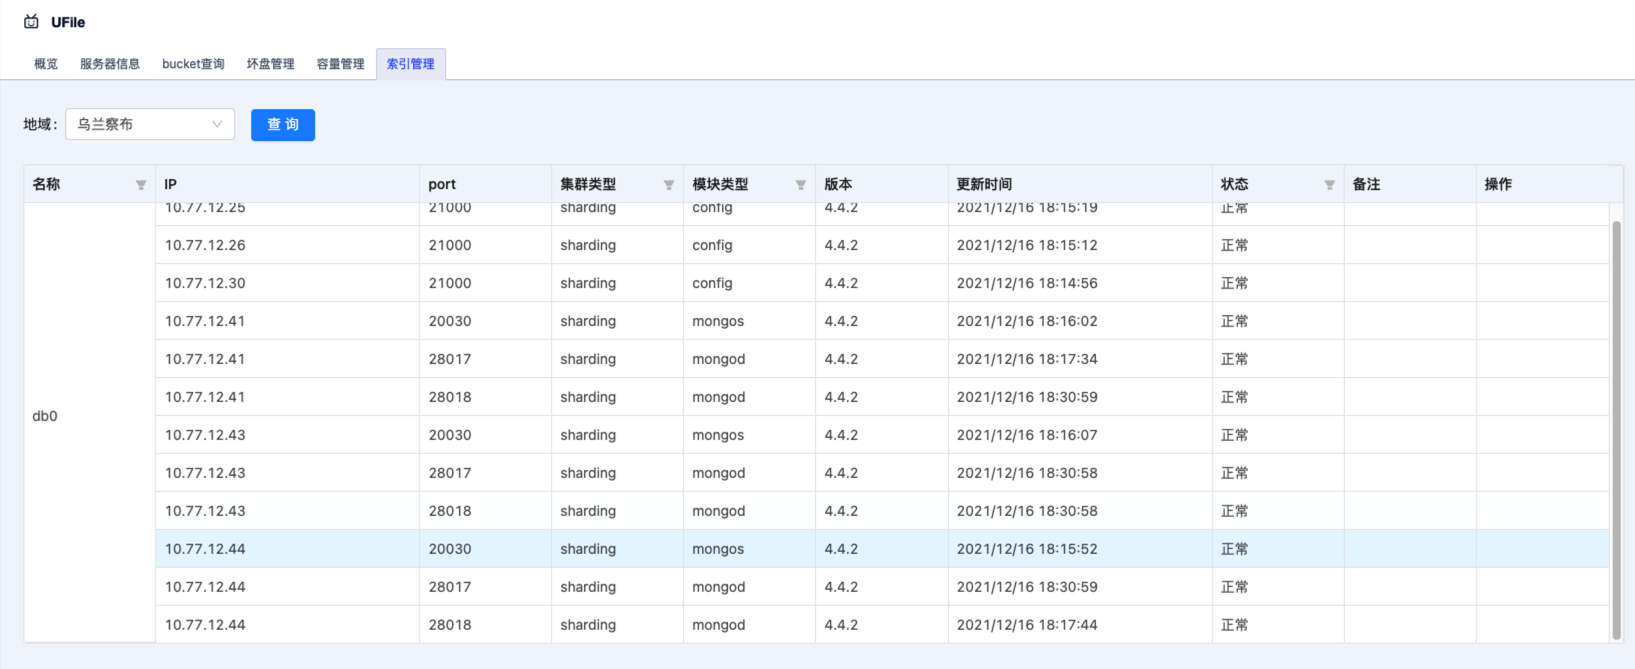 UFile
概览 服务器信息 bucket查询 坏盘管理 容量管理 索引管理
地域： 乌兰察布 查 询
名称 IP port 集群类型 模块类型 版本 更新时间 状态 备注 操作
10.77.12.25 21000 sharding config 4.4.2 2021/12/16 18:15:19 正常
10.77.12.26 21000 sharding config 4.4.2 2021/12/16 18:15:12 正常
10.77.12.30 21000 sharding config 4.4.2 2021/12/16 18:14:56 正常
10.77.12.41 20030 sharding mongos 4.4.2 2021/12/16 18:16:02 正常
10.77.12.41 28017 sharding mongod 4.4.2 2021/12/16 18:17:34 正常
10.77.12.41 28018 sharding mongod 4.4.2 2021/12/16 18:30:59 正常
db0
10.77.12.43 20030 sharding mongos 4.4.2 2021/12/16 18:16:07 正常
10.77.12.43 28017 sharding mongod 4.4.2 2021/12/16 18:30:58 正常
10.77.12.43 28018 sharding mongod 4.4.2 2021/12/16 18:30:58 正常
10.77.12.44 20030 sharding mongos 4.4.2 2021/12/16 18:15:52 正常
10.77.12.44 28017 sharding mongod 4.4.2 2021/12/16 18:30:59 正常
10.77.12.44 28018 sharding mongod 4.4.2 2021/12/16 18:17:44 正常